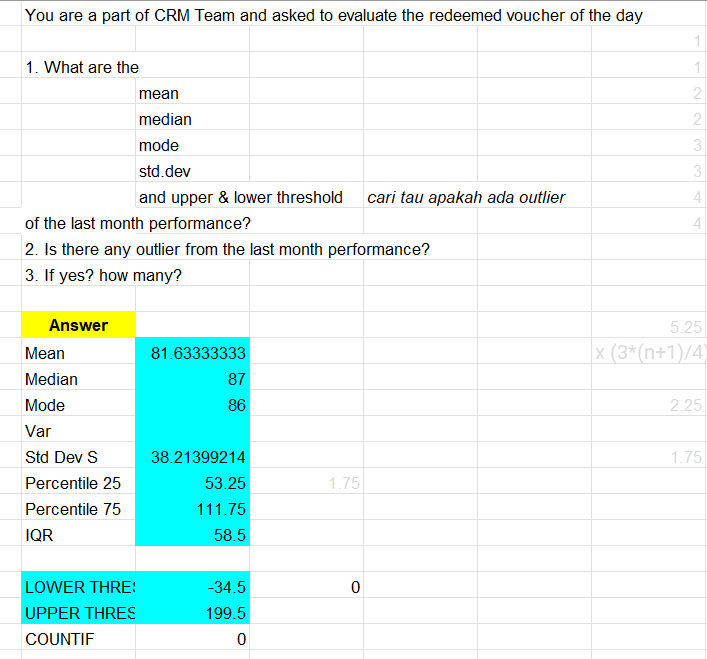 You are a part of CRM Team and asked to evaluate the redeemed voucher of the day
1
1. What are the 1
mean 2
median 2
mode 3
std.dev 3
and upper & lower threshold cari tau apakah ada outlier 4
of the last month performance? 4
2. Is there any outlier from the last month performance?
3. If yes? how many?
Answer 5.25
Mean 81.63333333 x (3*(n+1)/4)
Median 87
Mode 86 2.25
Var
Std Dev S 38.21399214 1.75
Percentile 25 53.25 1.75
Percentile 75 111.75
IQR 58.5
LOWER THRES -34.5 0
UPPER THRES 199.5
COUNTIF 0